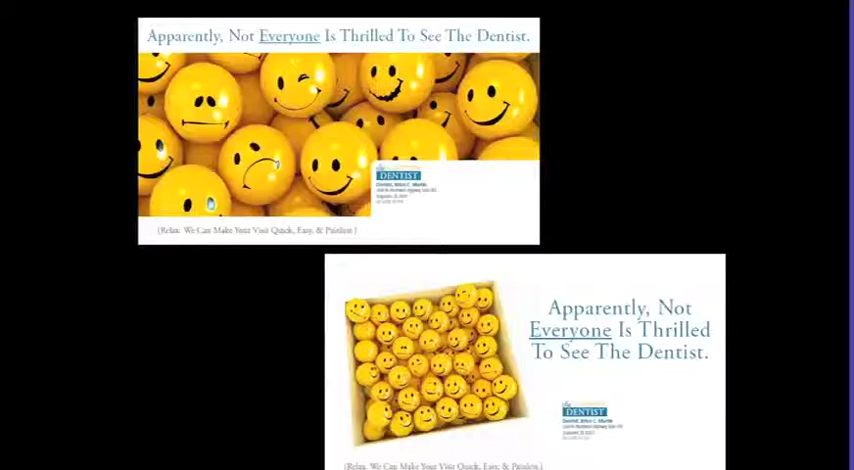 Apparently, Not Everyone Is Thrilled To See The Dentist.
the
DENTIST
(Relax. We Can Make Your Visit Quick, Easy, & Painless.)
Apparently, Not
Everyone Is Thrilled
To See The Dentist.
the
DENTIST
(Relax. We Can Make Your Visit Quick, Easy, & Painless.)